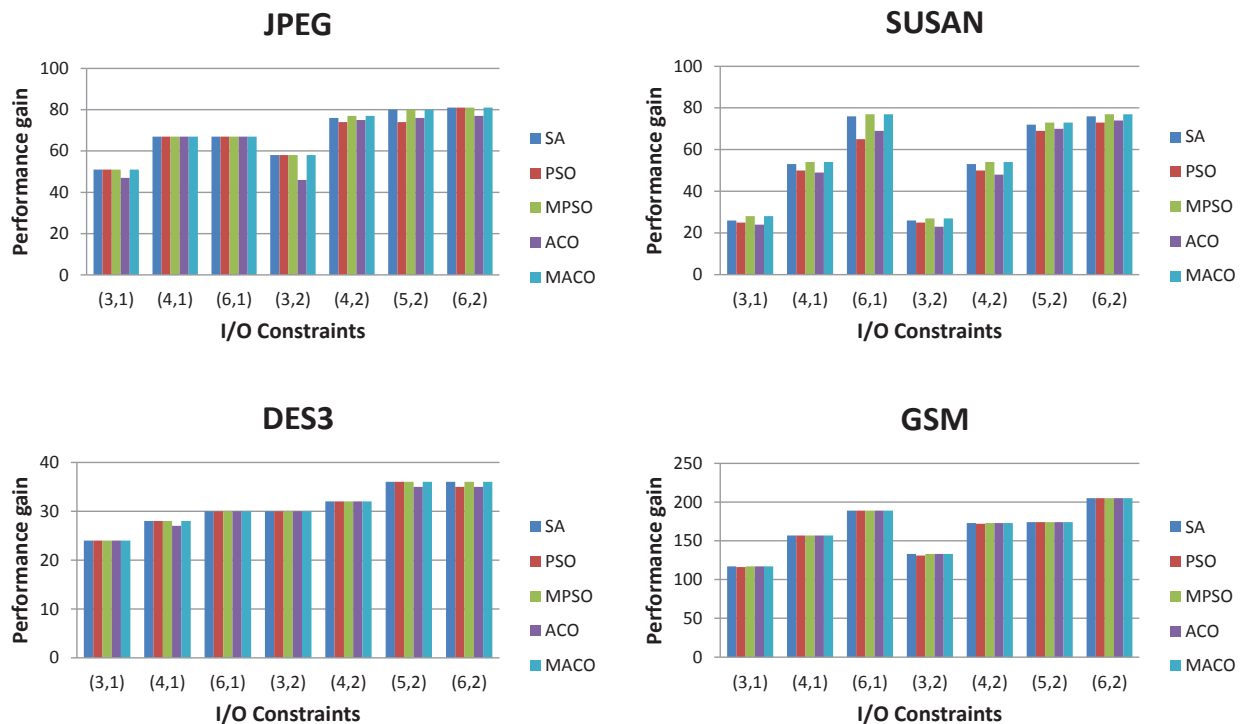 JPEG
Performance gain
100
80
60
40
20
0
(3,1) (4,1) (6,1) (3,2) (4,2) (5,2) (6,2)
I/O Constraints
SA
PSO
MPSO
ACO
MACO
SUSAN
Performance gain
100
80
60
40
20
0
(3,1) (4,1) (6,1) (3,2) (4,2) (5,2) (6,2)
I/O Constraints
SA
PSO
MPSO
ACO
MACO
DES3
Performance gain
40
30
20
10
0
(3,1) (4,1) (6,1) (3,2) (4,2) (5,2) (6,2)
I/O Constraints
SA
PSO
MPSO
ACO
MACO
GSM
Performance gain
250
200
150
100
50
0
(3,1) (4,1) (6,1) (3,2) (4,2) (5,2) (6,2)
I/O Constraints
SA
PSO
MPSO
ACO
MACO